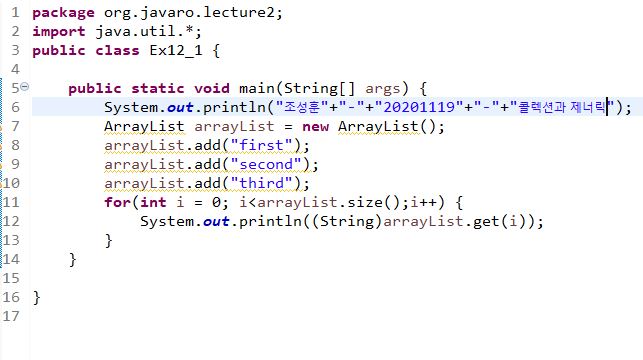 1 package org.javaro.lecture2;
2 import java.util.*;
3 public class Ex12_1 {
4
5 public static void main(String[] args) {
6 System.out.println("조성훈"+"-"+"20201119"+"-"+"콜렉션과 제너릭");
7 ArrayList arrayList = new ArrayList();
8 arrayList.add("first");
9 arrayList.add("second");
10 arrayList.add("third");
11 for(int i = 0; i<arrayList.size();i++) {
12 System.out.println((String)arrayList.get(i));
13 }
14 }
15
16 }
17